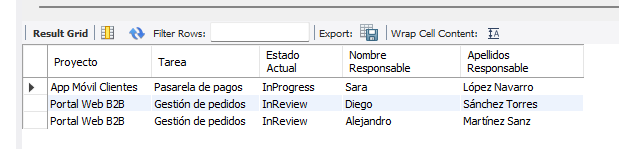 Result Grid Filter Rows: Export: Wrap Cell Content:
Proyecto Tarea Estado Actual Nombre Responsable Apellidos Responsable
App Móvil Clientes Pasarela de pagos InProgress Sara López Navarro
Portal Web B2B Gestión de pedidos InReview Diego Sánchez Torres
Portal Web B2B Gestión de pedidos InReview Alejandro Martínez Sanz